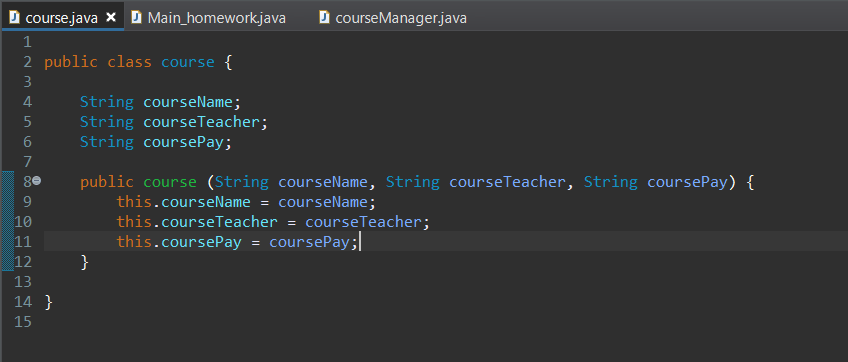 course.java Main_homework.java courseManager.java
1
2 public class course {
3
4 String courseName;
5 String courseTeacher;
6 String coursePay;
7
8 public course (String courseName, String courseTeacher, String coursePay) {
9 this.courseName = courseName;
10 this.courseTeacher = courseTeacher;
11 this.coursePay = coursePay;
12 }
13
14 }
15